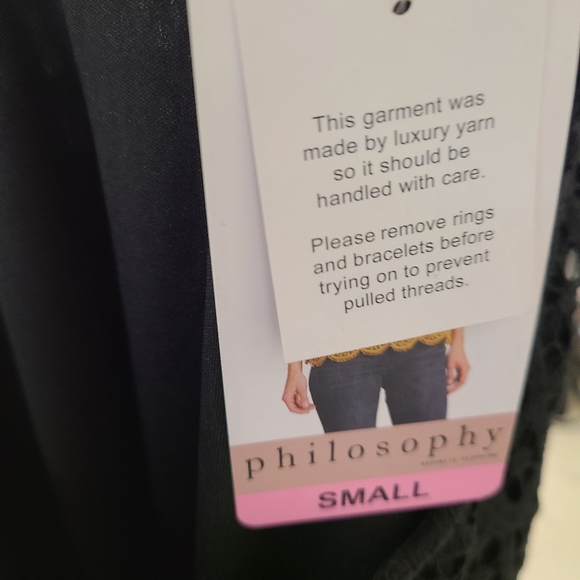 This garment was
made by luxury yarn
so it should be
handled with care.
Please remove rings
and bracelets before
trying on to prevent
pulled threads.
philosophy
SMALL